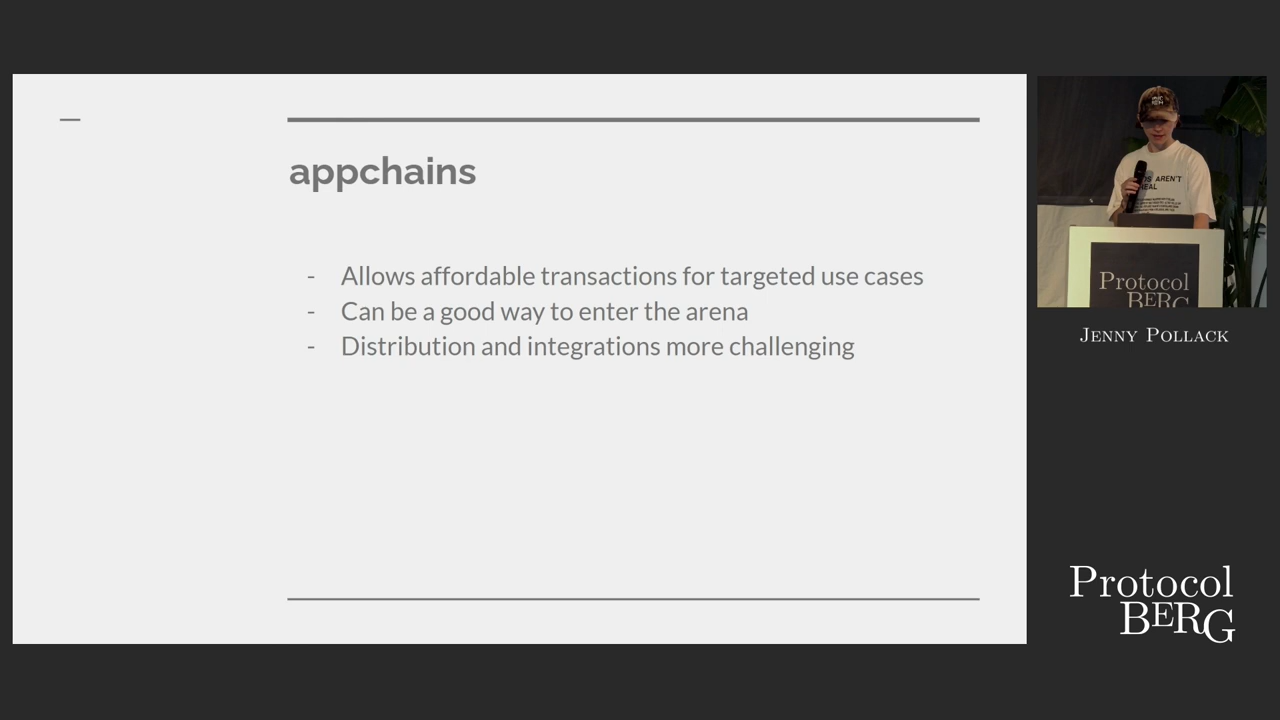 appchains
- Allows affordable transactions for targeted use cases
- Can be a good way to enter the arena
- Distribution and integrations more challenging
AREN'T
Protocol
BERG
JENNY POLLACK
Protocol
BERG